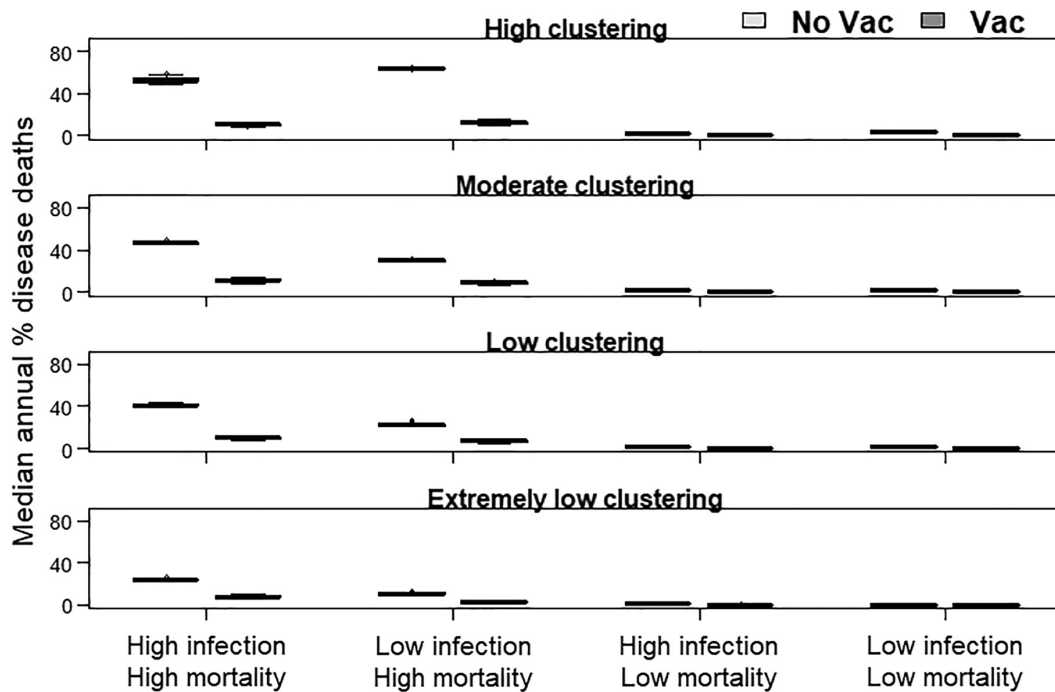 No Vac Vac
High clustering
80
40
0
Moderate clustering
80
40
0
Low clustering
80
40
0
Extremely low clustering
80
40
0
Median annual % disease deaths
High infection
High mortality
Low infection
High mortality
High infection
Low mortality
Low infection
Low mortality